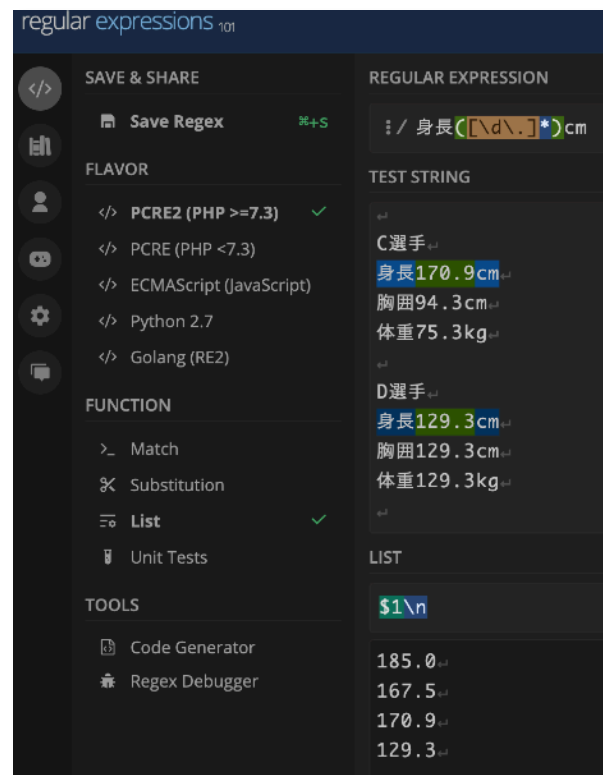 regular expressions 101
SAVE & SHARE
Save Regex ⌘+S
FLAVOR
</> PCRE2 (PHP >=7.3)
</> PCRE (PHP <7.3)
</> ECMAScript (JavaScript)
</> Python 2.7
</> Golang (RE2)
FUNCTION
Match
Substitution
List
Unit Tests
TOOLS
Code Generator
Regex Debugger
REGULAR EXPRESSION
/ 身長([\d\.]*)cm
TEST STRING
C選手
身長170.9cm
胸囲94.3cm
体重75.3kg
D選手
身長129.3cm
胸囲129.3cm
体重129.3kg
LIST
$1\n
185.0
167.5
170.9
129.3